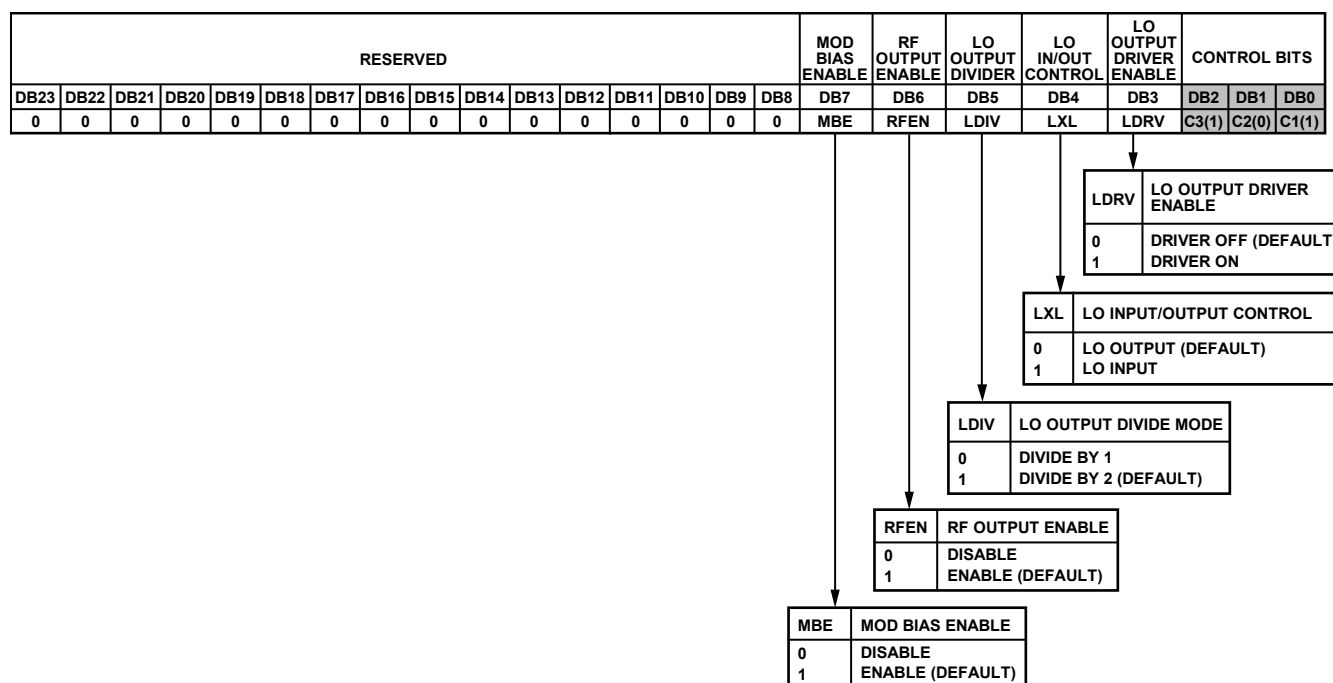 RESERVED
MOD BIAS ENABLE
RF OUTPUT ENABLE
LO OUTPUT DIVIDER
LO IN/OUT CONTROL
LO OUTPUT DRIVER ENABLE
CONTROL BITS
DB23 DB22 DB21 DB20 DB19 DB18 DB17 DB16 DB15 DB14 DB13 DB12 DB11 DB10 DB9 DB8 DB7 DB6 DB5 DB4 DB3 DB2 DB1 DB0
0 0 0 0 0 0 0 0 0 0 0 0 0 0 0 0 MBE RFEN LDIV LXL LDRV C3(1) C2(0) C1(1)
LDRV LO OUTPUT DRIVER
ENABLE
0 DRIVER OFF (DEFAULT
1 DRIVER ON
LXL LO INPUT/OUTPUT CONTROL
0 LO OUTPUT (DEFAULT)
1 LO INPUT
LDIV LO OUTPUT DIVIDE MODE
0 DIVIDE BY 1
1 DIVIDE BY 2 (DEFAULT)
RFEN RF OUTPUT ENABLE
0 DISABLE
1 ENABLE (DEFAULT)
MBE MOD BIAS ENABLE
0 DISABLE
1 ENABLE (DEFAULT)